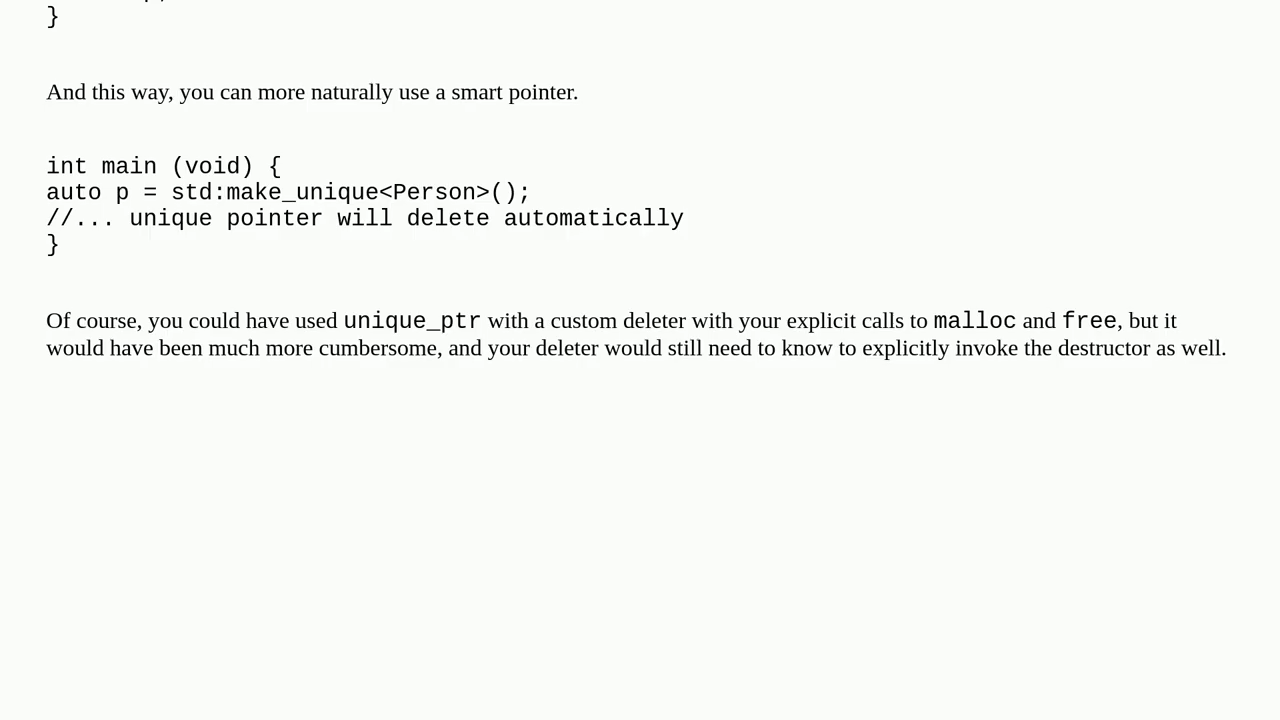 }
And this way, you can more naturally use a smart pointer.
int main (void) {
auto p = std:make_unique<Person>();
//... unique pointer will delete automatically
}
Of course, you could have used unique_ptr with a custom deleter with your explicit calls to malloc and free, but it
would have been much more cumbersome, and your deleter would still need to know to explicitly invoke the destructor as well.